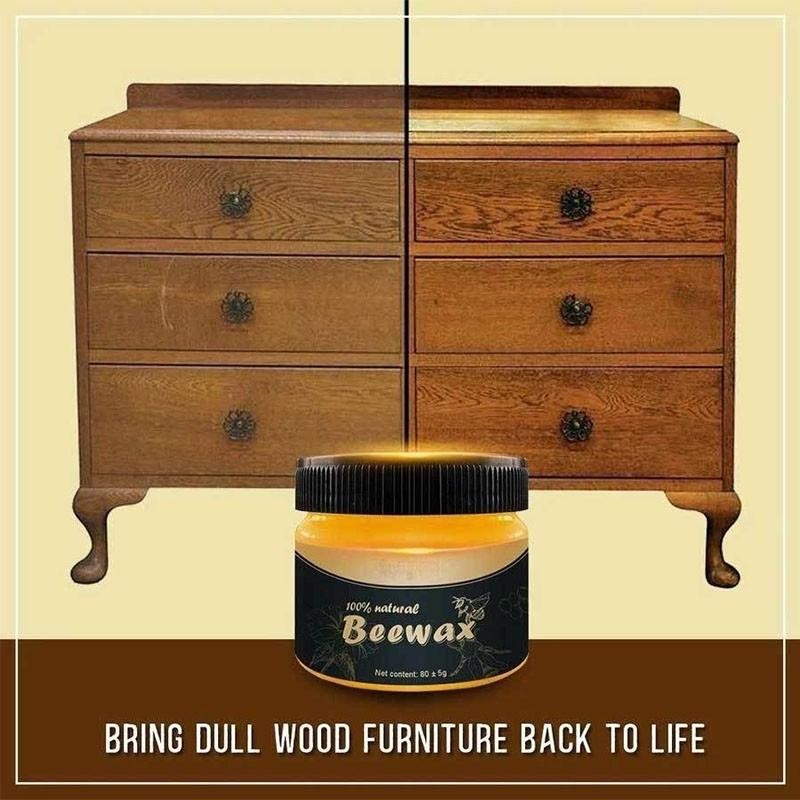 100% natural
Beewax
Net content: 80 ± 5g
BRING DULL WOOD FURNITURE BACK TO LIFE